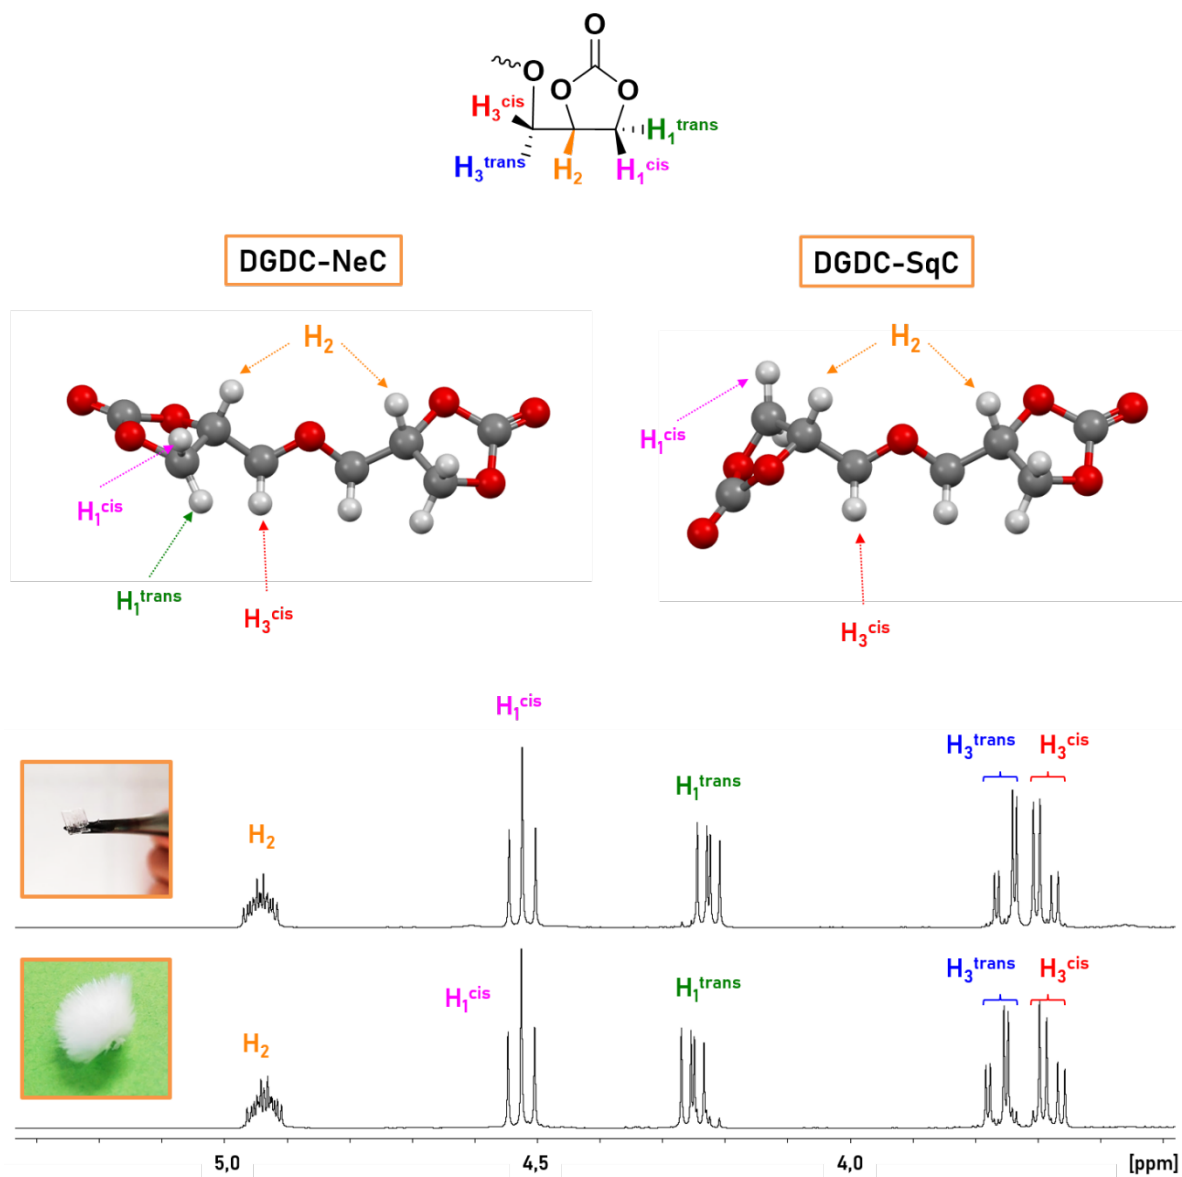 O
O
O
O
H₃ᶜⁱˢ
H₁ᵗʳᵃⁿˢ
H₃ᵗʳᵃⁿˢ
H₂
H₁ᶜⁱˢ
DGDC-NeC
DGDC-SqC
H₂
H₂
H₁ᶜⁱˢ
H₁ᶜⁱˢ
H₁ᵗʳᵃⁿˢ
H₃ᶜⁱˢ
H₃ᶜⁱˢ
H₁ᶜⁱˢ
H₃ᵗʳᵃⁿˢ
H₃ᶜⁱˢ
H₁ᵗʳᵃⁿˢ
H₂
H₃ᵗʳᵃⁿˢ
H₃ᶜⁱˢ
H₁ᶜⁱˢ
H₁ᵗʳᵃⁿˢ
H₂
5,0 4,5 4,0 [ppm]